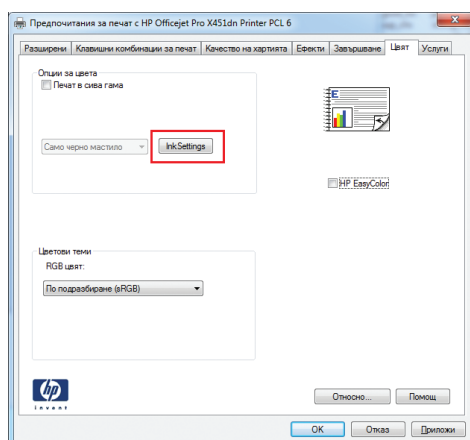 Предпочитания за печат с HP Officejet Pro X451dn Printer PCL 6
Разширени Клавишни комбинации за печат Качество на хартията Ефекти Завършване Цвят Услуги
Опции за цвета
Печат в сива гама
Само черно мастило
InkSettings
E
HP EasyColor
Цветови теми
RGB цвят:
По подразбиране (sRGB)
hp
invent
Относно... Помощ
OK Отказ Приложи